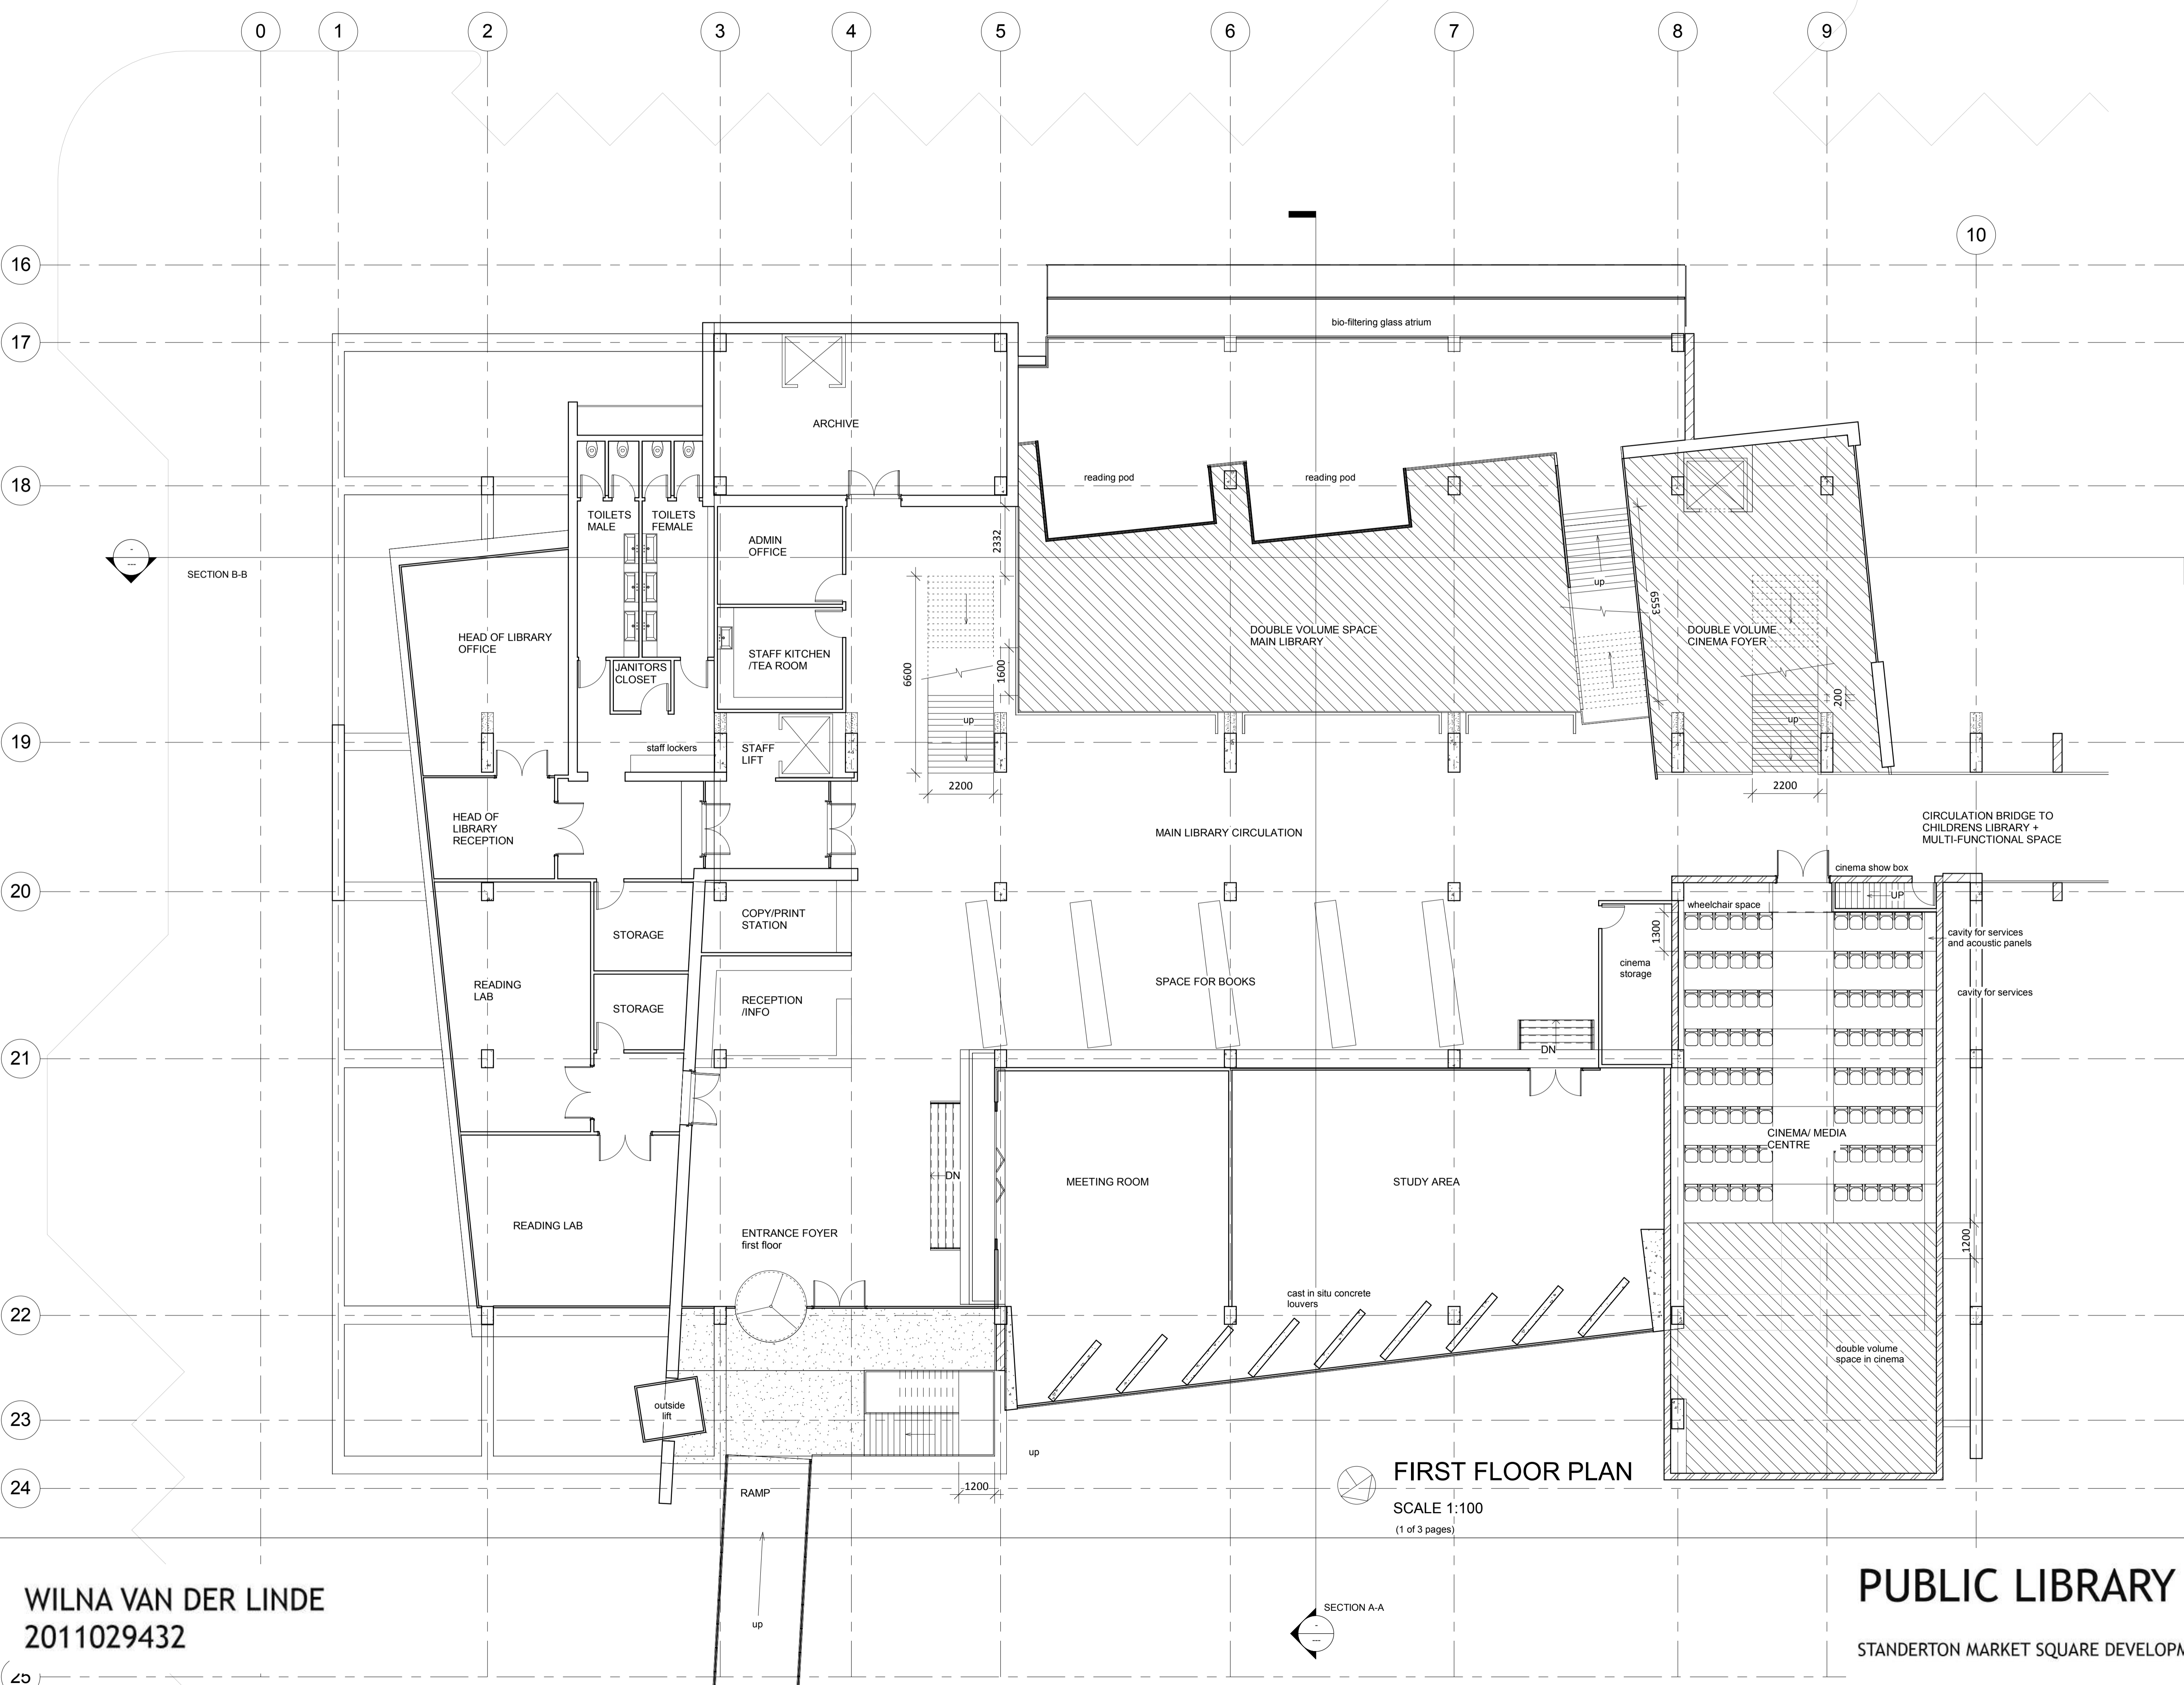 0 1 2 3 4 5 6 7 8 9
10
16
17
bio-filtering glass atrium
ARCHIVE
18
reading pod
reading pod
TOILETS
MALE
TOILETS
FEMALE
ADMIN
OFFICE
2332
-
---
SECTION B-B
up
6553
HEAD OF LIBRARY
OFFICE
STAFF KITCHEN
/TEA ROOM
JANITORS
CLOSET
6600
1600
DOUBLE VOLUME SPACE
MAIN LIBRARY
DOUBLE VOLUME
CINEMA FOYER
200
up
up
19
staff lockers
STAFF
LIFT
2200
2200
HEAD OF
LIBRARY
RECEPTION
MAIN LIBRARY CIRCULATION
CIRCULATION BRIDGE TO
CHILDRENS LIBRARY +
MULTI-FUNCTIONAL SPACE
cinema show box
20
UP
wheelchair space
COPY/PRINT
STATION
STORAGE
1300
cavity for services
and acoustic panels
cinema
storage
READING
LAB
SPACE FOR BOOKS
cavity for services
STORAGE
RECEPTION
/INFO
21
DN
CINEMA/ MEDIA
CENTRE
DN
MEETING ROOM
STUDY AREA
READING LAB
ENTRANCE FOYER
first floor
1200
cast in situ concrete
louvers
22
double volume
space in cinema
outside
lift
23
up
FIRST FLOOR PLAN
24
RAMP
1200
SCALE 1:100
(1 of 3 pages)
WILNA VAN DER LINDE
2011029432
SECTION A-A
-
---
up
PUBLIC LIBRARY
STANDERTON MARKET SQUARE DEVELOPM
25